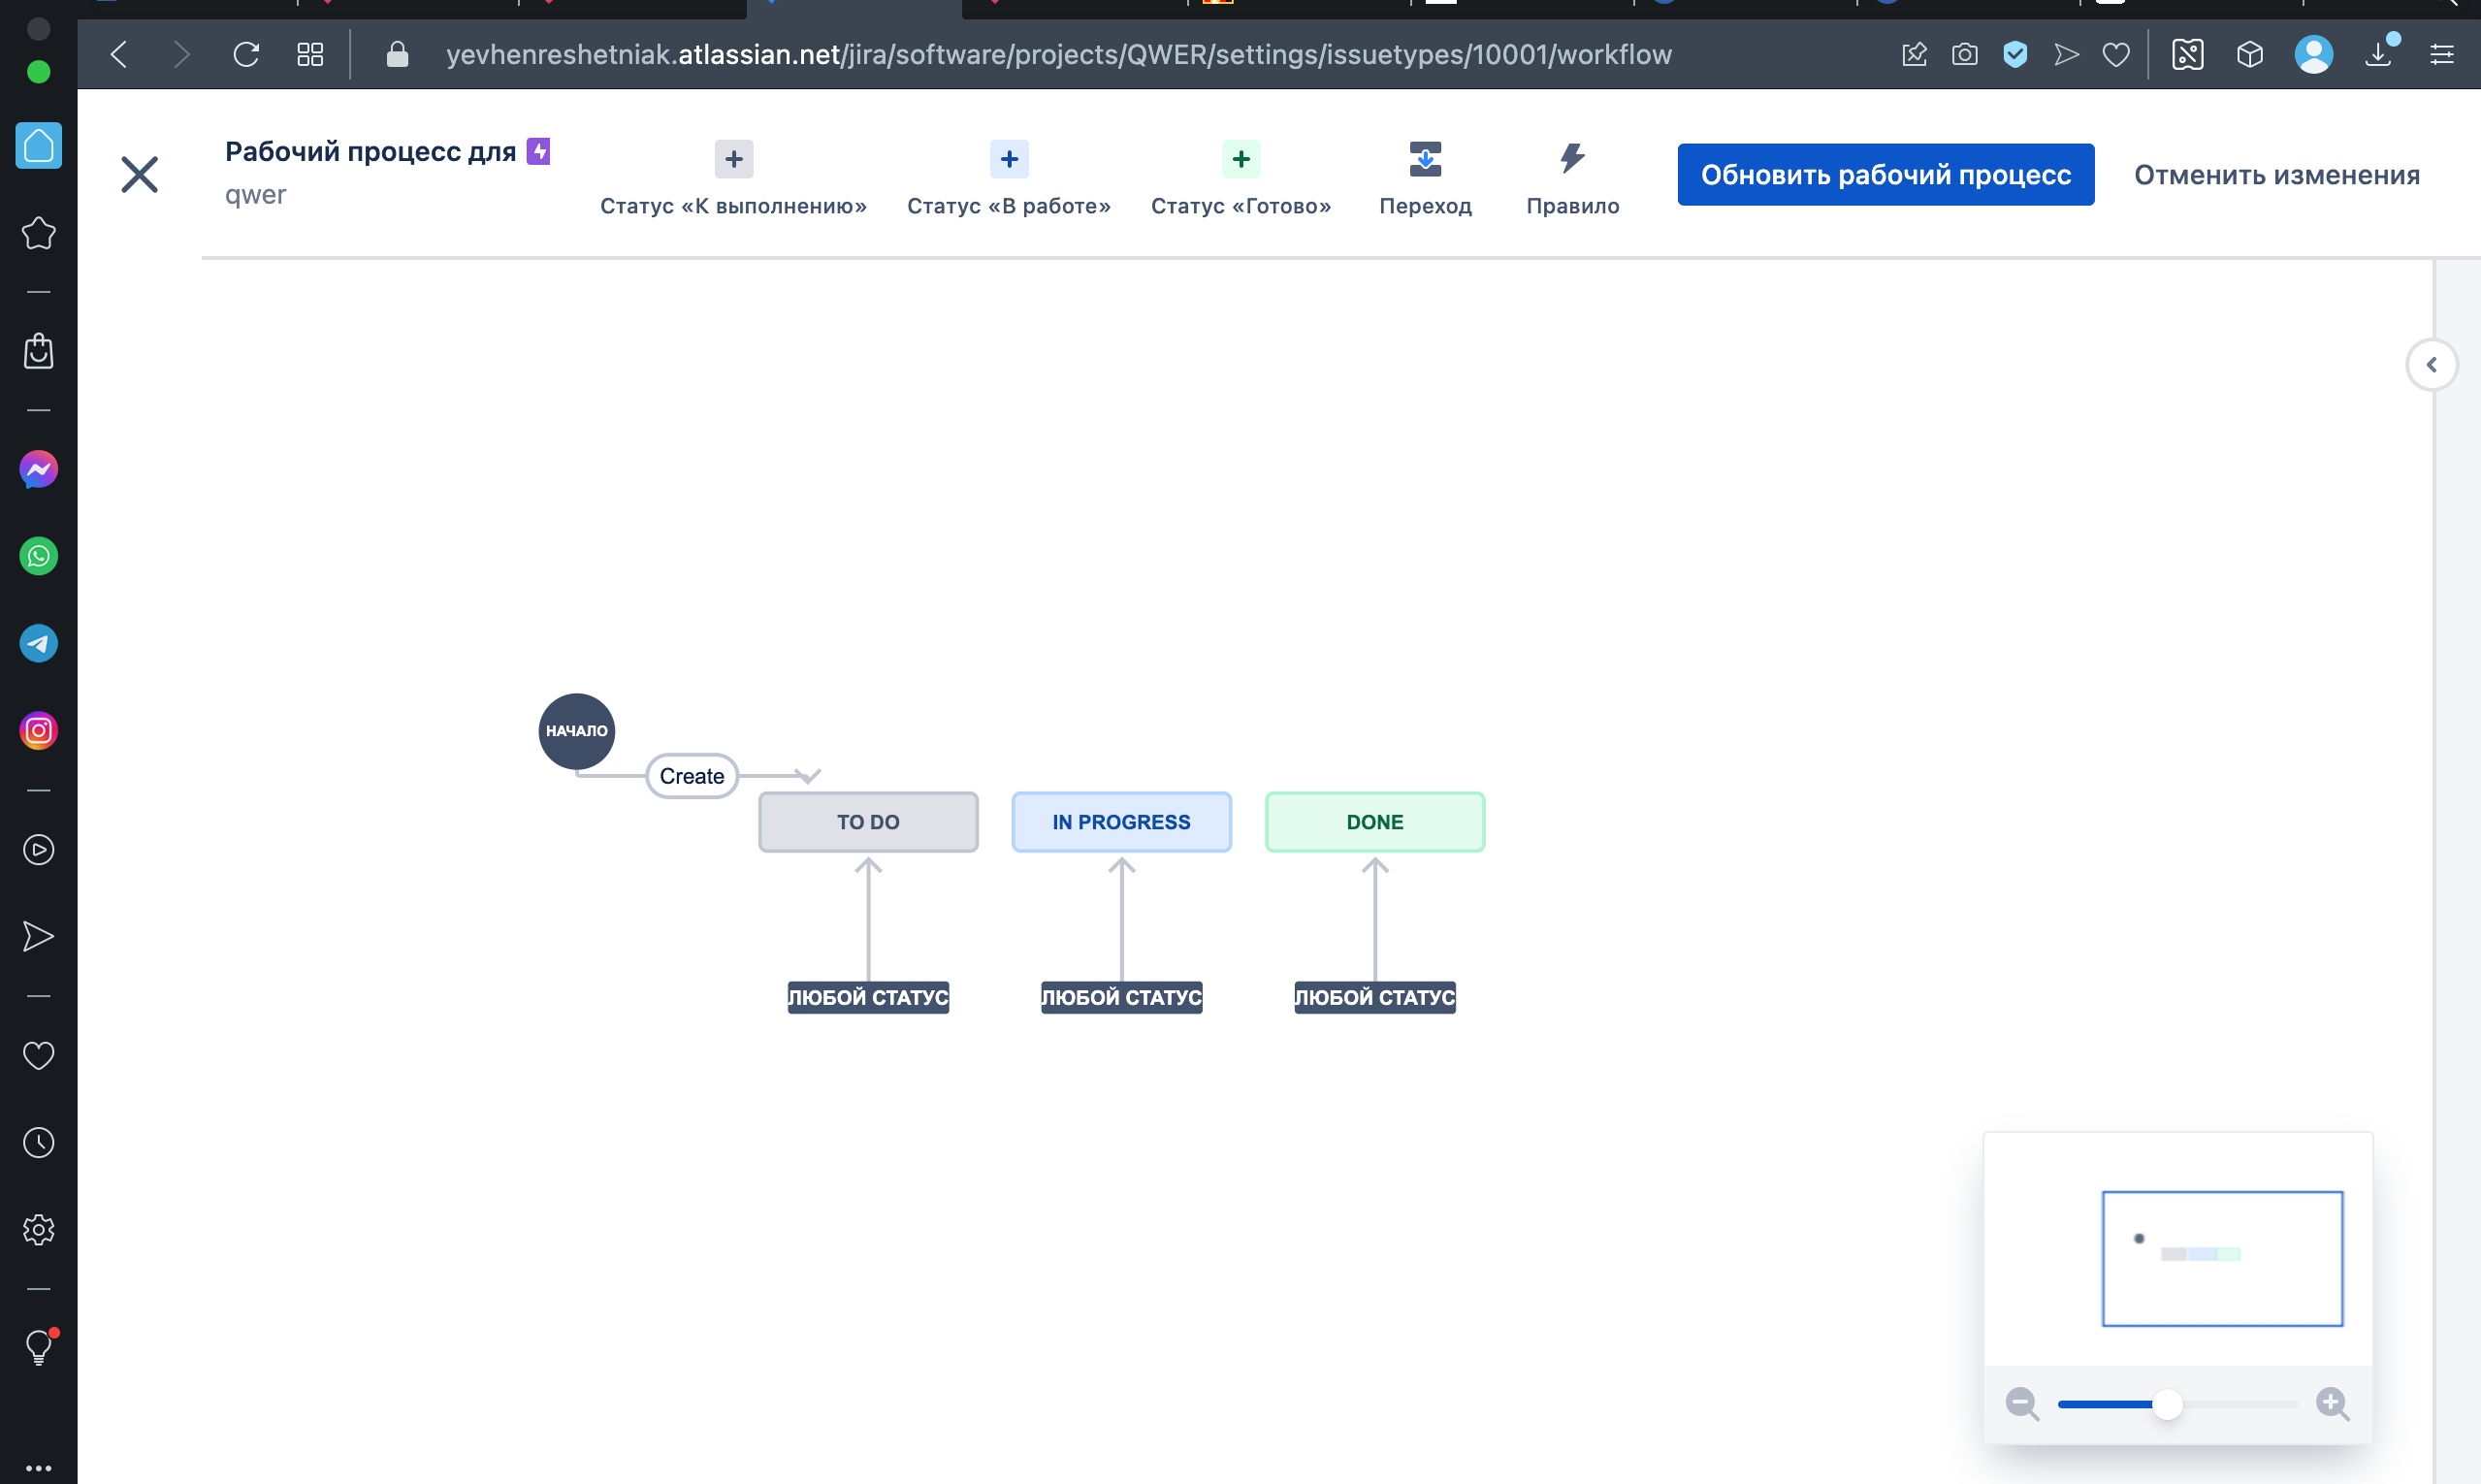 yevhenreshetniak.atlassian.net/jira/software/projects/QWER/settings/issuetypes/10001/workflow
Рабочий процесс для
qwer
Статус «К выполнению»
Статус «В работе»
Статус «Готово»
Переход
Правило
Обновить рабочий процесс
Отменить изменения
НАЧАЛО
Create
TO DO
IN PROGRESS
DONE
ЛЮБОЙ СТАТУС
ЛЮБОЙ СТАТУС
ЛЮБОЙ СТАТУС